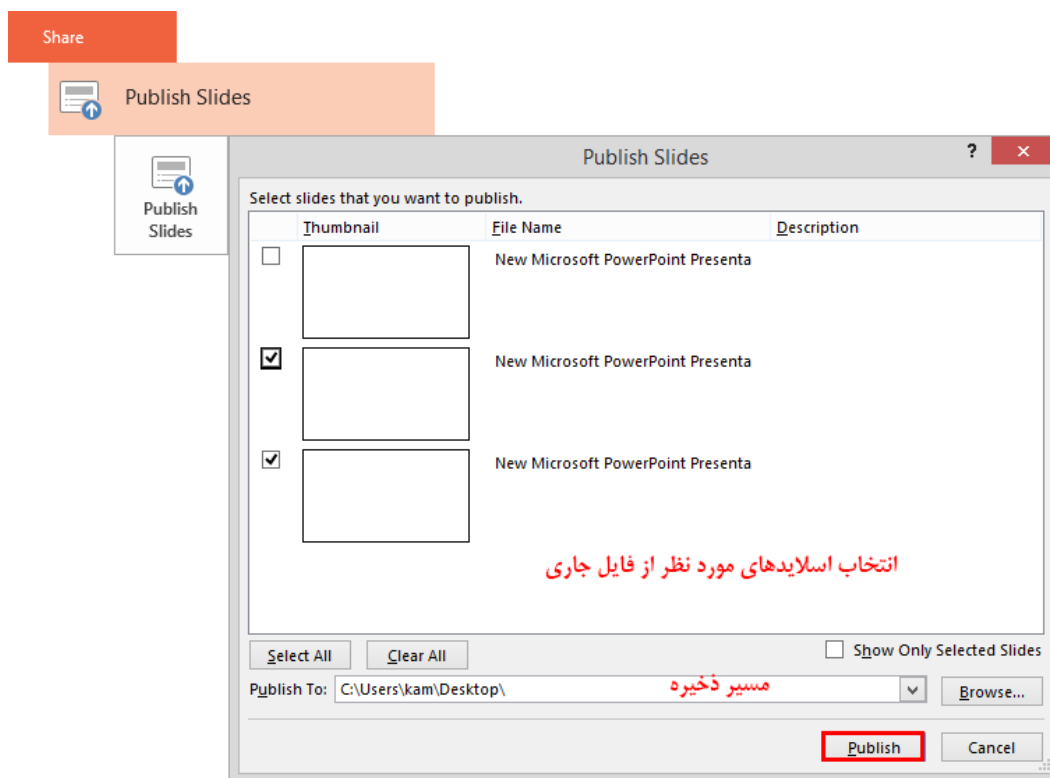 Share
Publish Slides
Publish Slides
? ×
Publish
Slides
Select slides that you want to publish.
Thumbnail File Name Description
New Microsoft PowerPoint Presenta
New Microsoft PowerPoint Presenta
New Microsoft PowerPoint Presenta
انتخاب اسلایدهای مورد نظر از فایل جاری
Select All Clear All Show Only Selected Slides
Publish To: C:\Users\kam\Desktop\ مسیر ذخیره Browse...
Publish Cancel